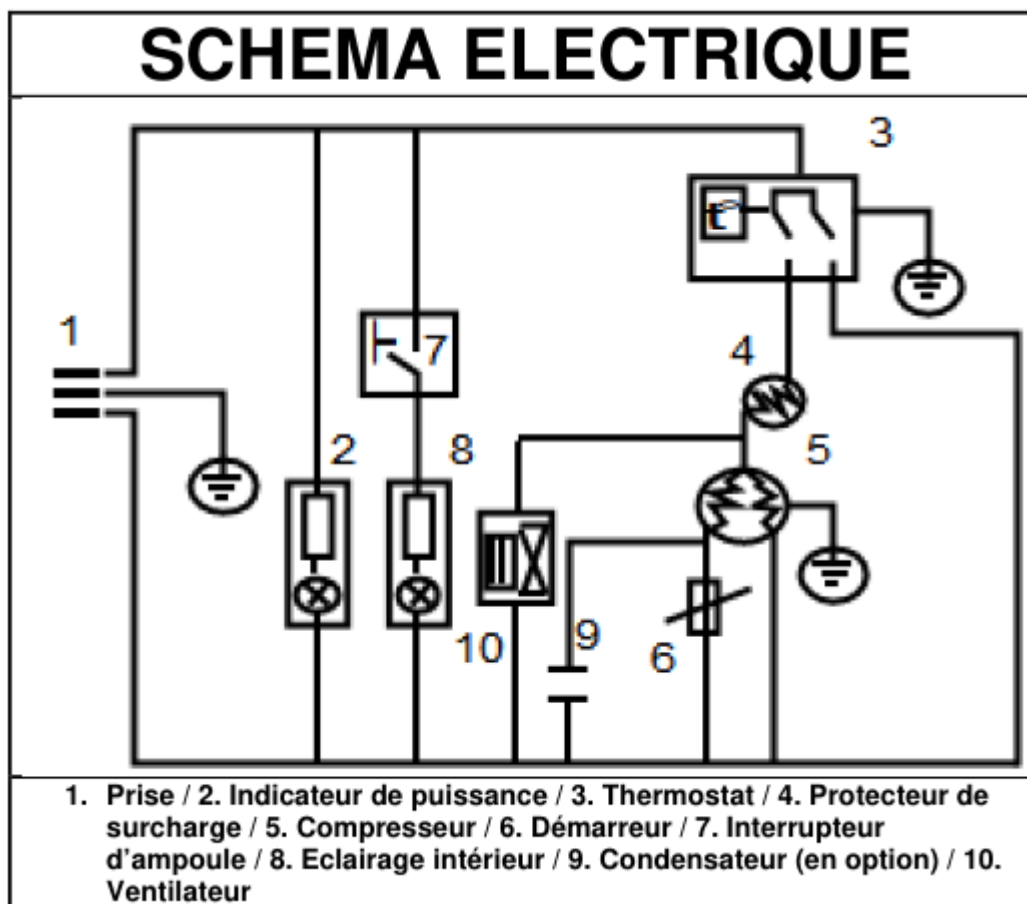 SCHEMA ELECTRIQUE
3
t°
1
7
4
2
8
5
10
9
6
1. Prise / 2. Indicateur de puissance / 3. Thermostat / 4. Protecteur de
surcharge / 5. Compresseur / 6. Démarreur / 7. Interrupteur
d'ampoule / 8. Eclairage intérieur / 9. Condensateur (en option) / 10.
Ventilateur